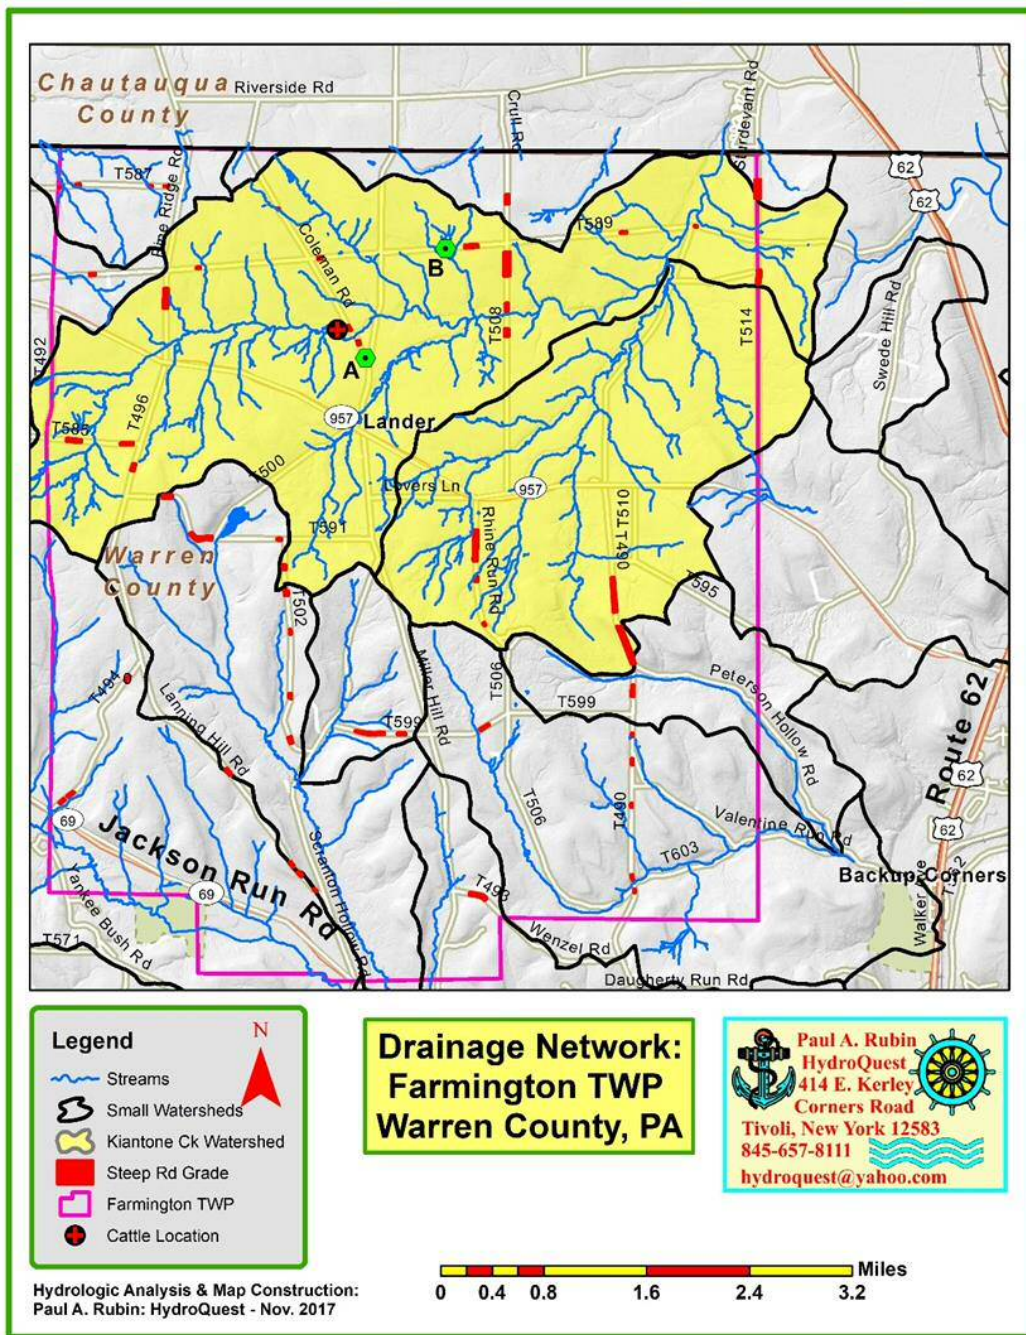 Chautauqua
County
Riverside Rd
Crull Rd
Sturdevant Rd
62
62
T587
Pine Ridge Rd
T589
Coleman Rd
B
T492
T508
T514
Swede Hill Rd
A
T496
957
Lander
T585
T500
Lovers Ln
957
T591
Rhine Run Rd
T510
T490
Warren
County
T595
T502
T494
Lanning Hill Rd
Miller Hill Rd
T506
T599
T599
Peterson Hollow Rd
Route 62
62
62
T506
T490
Valentine Run Rd
T603
69
Jackson Run Rd
69
Scranton Hollow Rd
Backup Corners
Yankee Bush Rd
T571
T493
Wenzel Rd
Daugherty Run Rd
Legend
N
Streams
Small Watersheds
Kiantone Ck Watershed
Steep Rd Grade
Farmington TWP
Cattle Location
Drainage Network:
Farmington TWP
Warren County, PA
Paul A. Rubin
HydroQuest
414 E. Kerley
Corners Road
Tivoli, New York 12583
845-657-8111
hydroquest@yahoo.com
Miles
0 0.4 0.8 1.6 2.4 3.2
Hydrologic Analysis & Map Construction:
Paul A. Rubin: HydroQuest - Nov. 2017